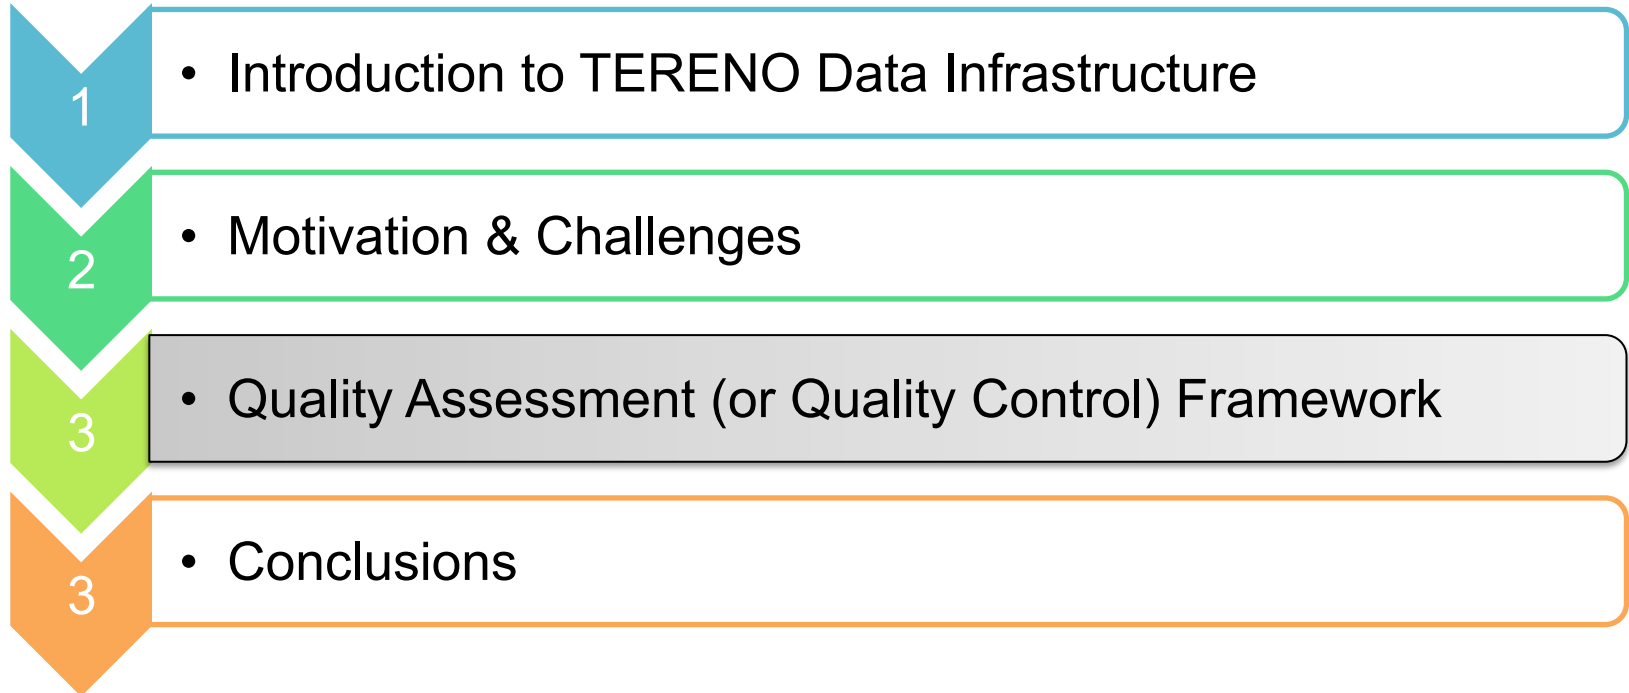 1
• Introduction to TERENO Data Infrastructure
2
• Motivation & Challenges
3
• Quality Assessment (or Quality Control) Framework
3
• Conclusions